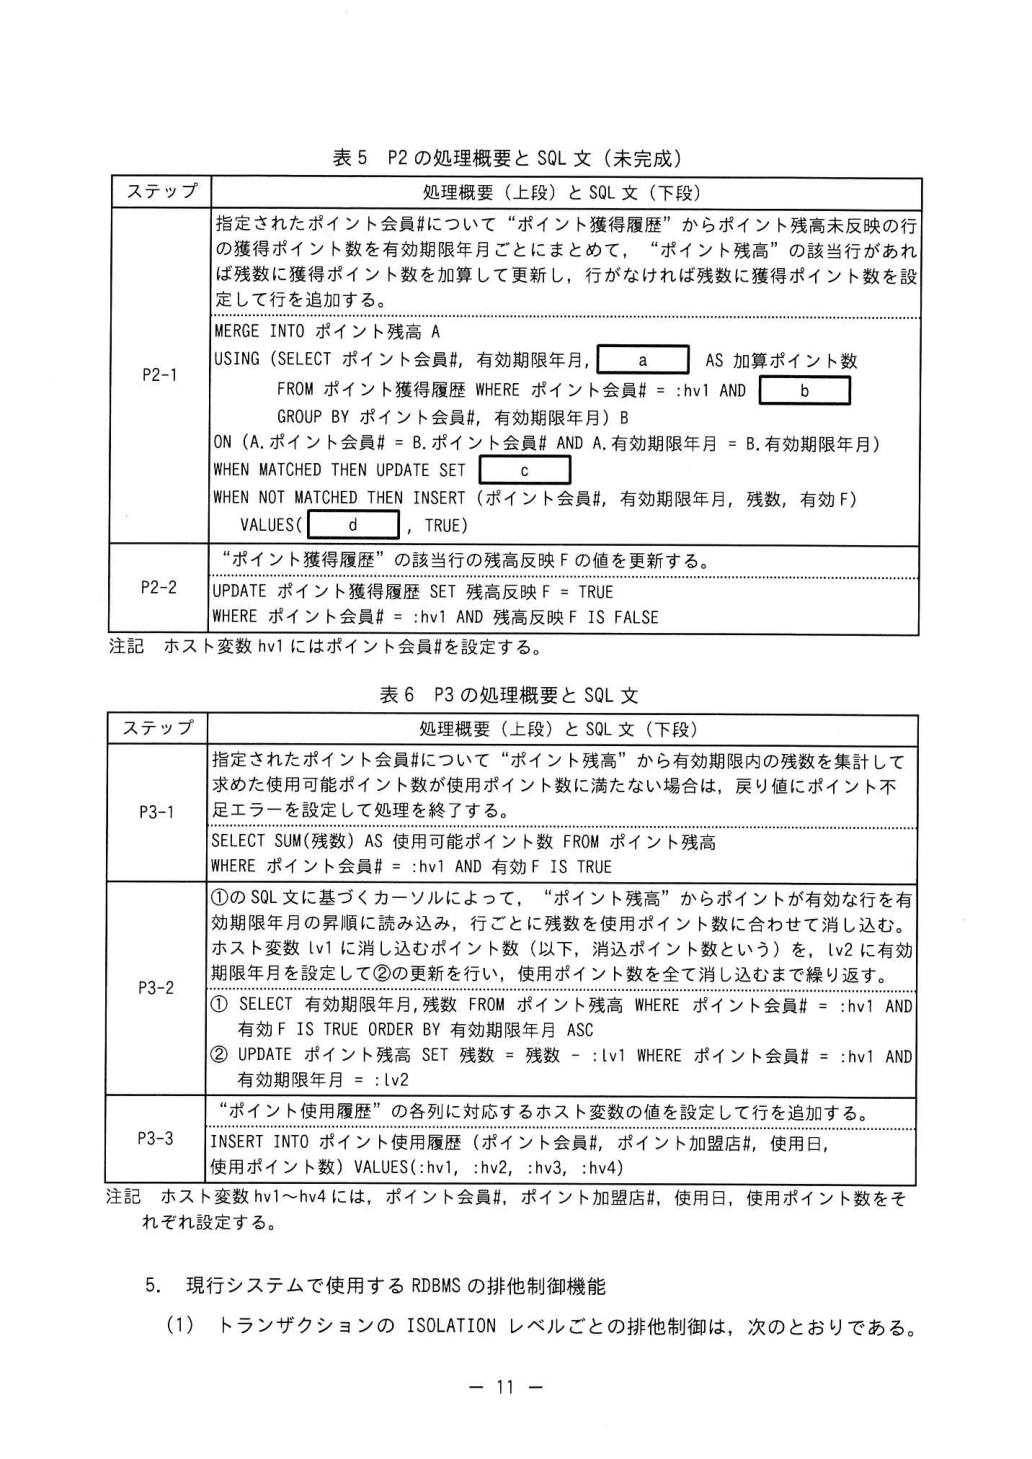 表5 P2の処理概要とSQL文（未完成）
ステップ
処理概要（上段）とSQL文（下段）
P2-1
指定されたポイント会員#について“ポイント獲得履歴”からポイント残高未反映の行
の獲得ポイント数を有効期限年月ごとにまとめて，“ポイント残高”の該当行があれ
ば残数に獲得ポイント数を加算して更新し，行がなければ残数に獲得ポイント数を設
定して行を追加する。
MERGE INTO ポイント残高 A
USING (SELECT ポイント会員#, 有効期限年月, a AS 加算ポイント数
FROM ポイント獲得履歴 WHERE ポイント会員# = :hv1 AND b
GROUP BY ポイント会員#, 有効期限年月) B
ON (A.ポイント会員# = B.ポイント会員# AND A.有効期限年月 = B.有効期限年月)
WHEN MATCHED THEN UPDATE SET c
WHEN NOT MATCHED THEN INSERT (ポイント会員#, 有効期限年月, 残数, 有効F)
VALUES( d , TRUE)
P2-2
“ポイント獲得履歴”の該当行の残高反映Fの値を更新する。
UPDATE ポイント獲得履歴 SET 残高反映F = TRUE
WHERE ポイント会員# = :hv1 AND 残高反映F IS FALSE
注記 ホスト変数hv1にはポイント会員#を設定する。
表6 P3の処理概要とSQL文
ステップ
処理概要（上段）とSQL文（下段）
P3-1
指定されたポイント会員#について“ポイント残高”から有効期限内の残数を集計して
求めた使用可能ポイント数が使用ポイント数に満たない場合は，戻り値にポイント不
足エラーを設定して処理を終了する。
SELECT SUM(残数) AS 使用可能ポイント数 FROM ポイント残高
WHERE ポイント会員# = :hv1 AND 有効F IS TRUE
P3-2
①のSQL文に基づくカーソルによって，“ポイント残高”からポイントが有効な行を有
効期限年月の昇順に読み込み，行ごとに残数を使用ポイント数に合わせて消し込む。
ホスト変数lv1に消し込むポイント数（以下，消込ポイント数という）を，lv2に有効
期限年月を設定して②の更新を行い，使用ポイント数を全て消し込むまで繰り返す。
① SELECT 有効期限年月,残数 FROM ポイント残高 WHERE ポイント会員# = :hv1 AND
有効F IS TRUE ORDER BY 有効期限年月 ASC
② UPDATE ポイント残高 SET 残数 = 残数 - :lv1 WHERE ポイント会員# = :hv1 AND
有効期限年月 = :lv2
P3-3
“ポイント使用履歴”の各列に対応するホスト変数の値を設定して行を追加する。
INSERT INTO ポイント使用履歴 (ポイント会員#, ポイント加盟店#, 使用日,
使用ポイント数) VALUES(:hv1, :hv2, :hv3, :hv4)
注記 ホスト変数hv1～hv4には，ポイント会員#，ポイント加盟店#，使用日，使用ポイント数をそ
れぞれ設定する。
5. 現行システムで使用するRDBMSの排他制御機能
(1) トランザクションの ISOLATION レベルごとの排他制御は，次のとおりである。
－ 11 －